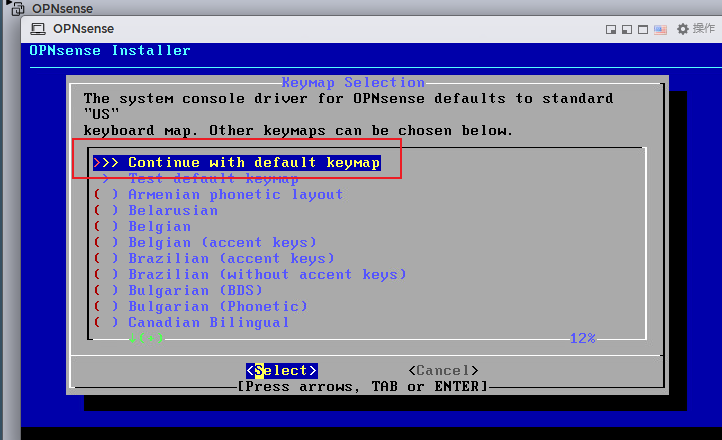 OPNsense
OPNsense
操作
OPNsense Installer
Keymap Selection
The system console driver for OPNsense defaults to standard
"US"
keyboard map. Other keymaps can be chosen below.
>>> Continue with default keymap
> Test default keymap
( ) Armenian phonetic layout
( ) Belarusian
( ) Belgian
( ) Belgian (accent keys)
( ) Brazilian (accent keys)
( ) Brazilian (without accent keys)
( ) Bulgarian (BDS)
( ) Bulgarian (Phonetic)
( ) Canadian Bilingual
↓(+) 12%
<Select> <Cancel>
[Press arrows, TAB or ENTER]